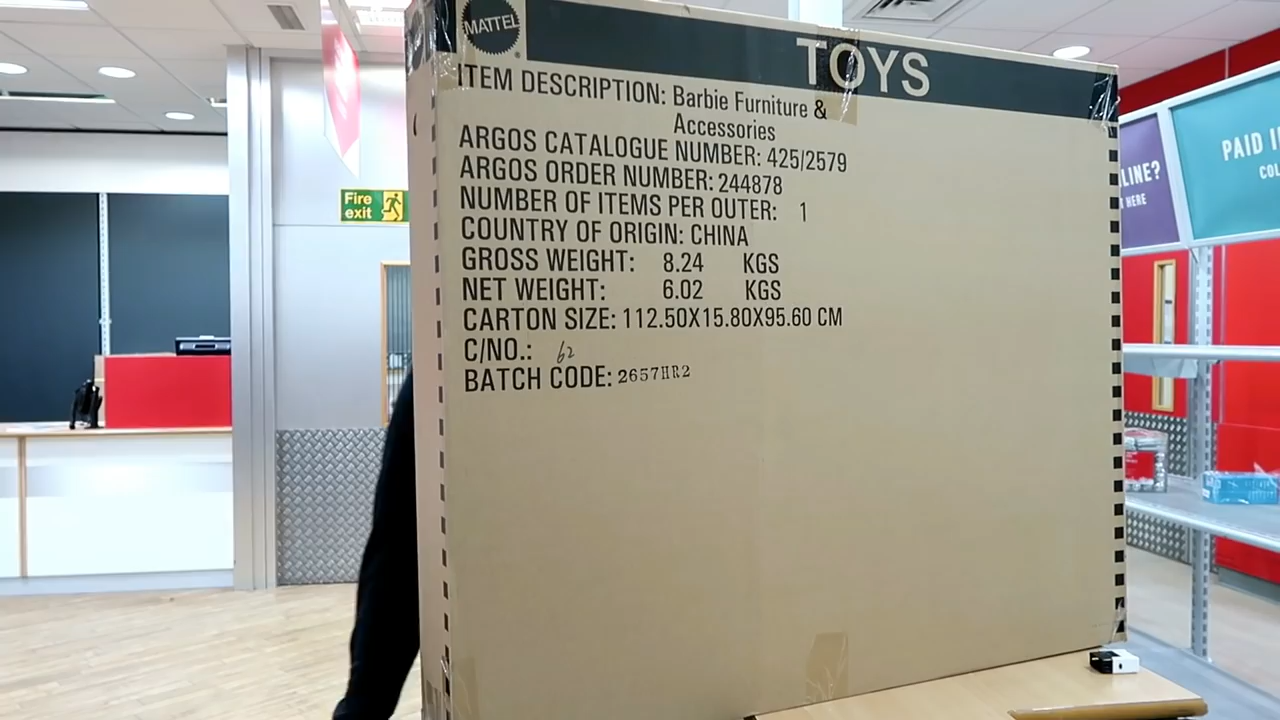 MATTEL
TOYS
ITEM DESCRIPTION: Barbie Furniture &
Accessories
ARGOS CATALOGUE NUMBER: 425/2579
ARGOS ORDER NUMBER: 244878
NUMBER OF ITEMS PER OUTER: 1
COUNTRY OF ORIGIN: CHINA
GROSS WEIGHT: 8.24 KGS
NET WEIGHT: 6.02 KGS
CARTON SIZE: 112.50X15.80X95.60 CM
C/NO.: 62
BATCH CODE: 2657HR2
Fire
exit
LINE?
HERE
PAID